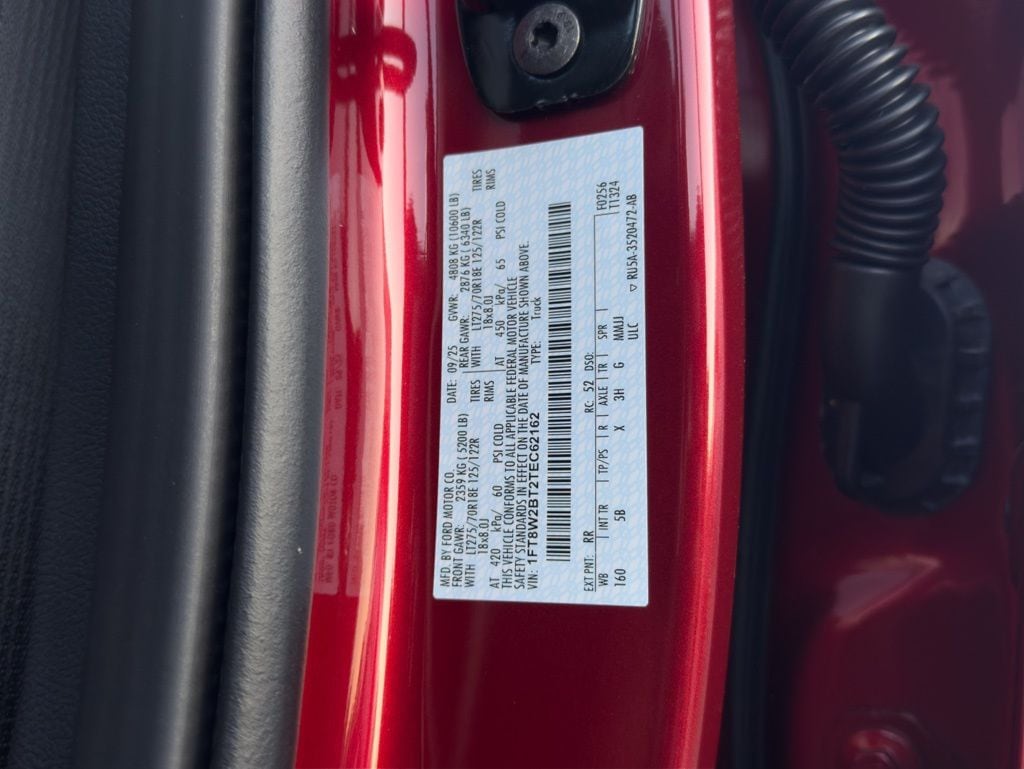 MFD. BY FORD MOTOR CO.
DATE: 09/25 GVWR: 4808 KG (10600 LB)
FRONT GAWR: 2359 KG ( 5200 LB) REAR GAWR: 2876 KG ( 6340 LB)
WITH LT275/70R18E 125/122R TIRES WITH LT275/70R18E 125/122R TIRES
18x8.0J RIMS 18x8.0J RIMS
AT 420 kPa/ 60 PSI COLD AT 450 kPa/ 65 PSI COLD
THIS VEHICLE CONFORMS TO ALL APPLICABLE FEDERAL MOTOR VEHICLE
SAFETY STANDARDS IN EFFECT ON THE DATE OF MANUFACTURE SHOWN ABOVE.
VIN: 1FT8W2BT2TEC62162 TYPE: Truck
EXT PNT: RR RC: 52 DSO: F0256
WB | INT TR | TP/PS | R | AXLE | TR | SPR | T1324
160 5B X 3H G MMJJ
ULC ▽ RU5A-3520472-AB